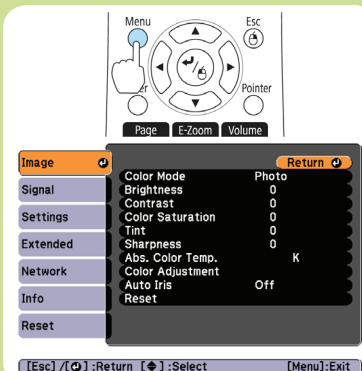 Menu
Esc
Pointer
Page E-Zoom Volume
Image
Return
Signal
Settings
Extended
Network
Info
Reset
Color Mode Photo
Brightness 0
Contrast 0
Color Saturation 0
Tint 0
Sharpness 0
Abs. Color Temp. K
Color Adjustment
Auto Iris Off
Reset
[Esc] /[ ] :Return [ ] :Select [Menu]:Exit